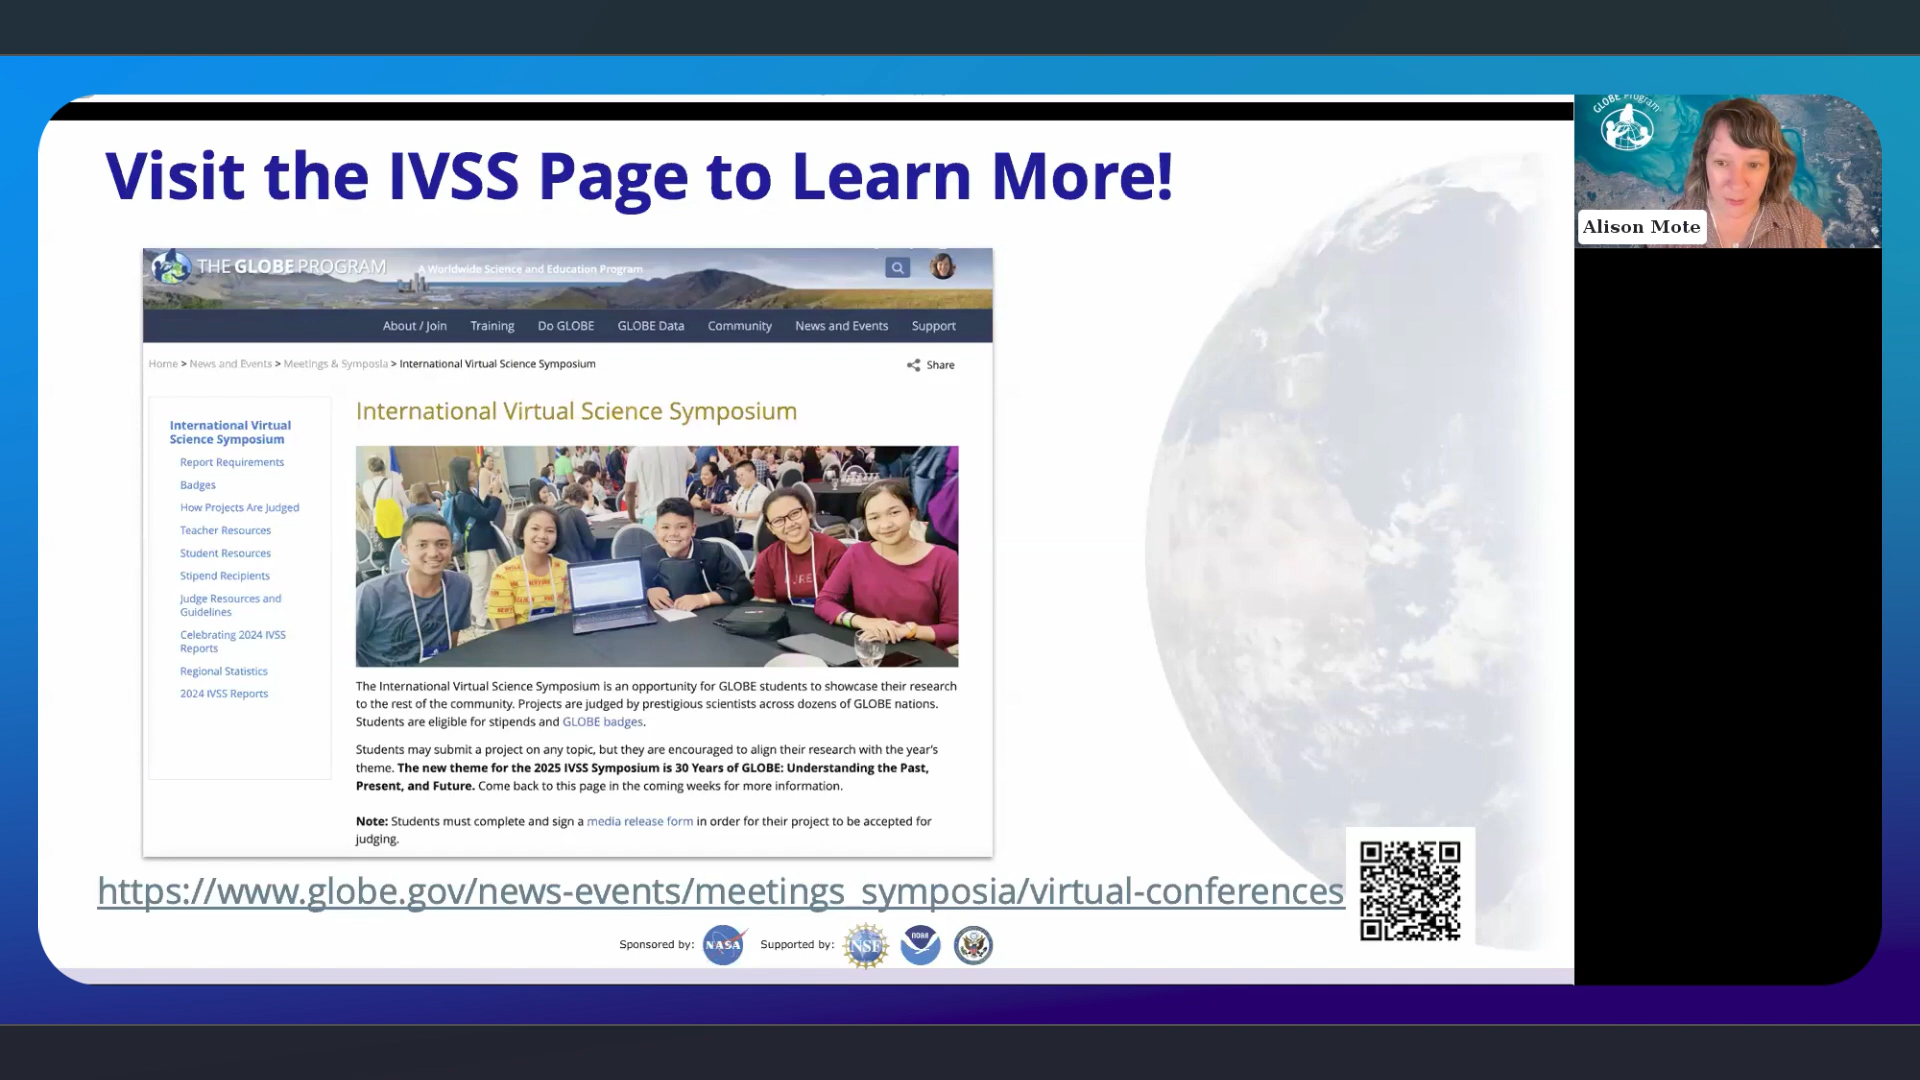 Visit the IVSS Page to Learn More!
GLOBE Program
Alison Mote
THE GLOBE PROGRAM
A Worldwide Science and Education Program
About / Join Training Do GLOBE GLOBE Data Community News and Events Support
Home > News and Events > Meetings & Symposia > International Virtual Science Symposium
Share
International Virtual
Science Symposium
Report Requirements
Badges
How Projects Are Judged
Teacher Resources
Student Resources
Stipend Recipients
Judge Resources and
Guidelines
Celebrating 2024 IVSS
Reports
Regional Statistics
2024 IVSS Reports
International Virtual Science Symposium
The International Virtual Science Symposium is an opportunity for GLOBE students to showcase their research
to the rest of the community. Projects are judged by prestigious scientists across dozens of GLOBE nations.
Students are eligible for stipends and GLOBE badges.
Students may submit a project on any topic, but they are encouraged to align their research with the year's
theme. The new theme for the 2025 IVSS Symposium is 30 Years of GLOBE: Understanding the Past,
Present, and Future. Come back to this page in the coming weeks for more information.
Note: Students must complete and sign a media release form in order for their project to be accepted for
judging.
https://www.globe.gov/news-events/meetings_symposia/virtual-conferences
Sponsored by: NASA Supported by: NSF noaa